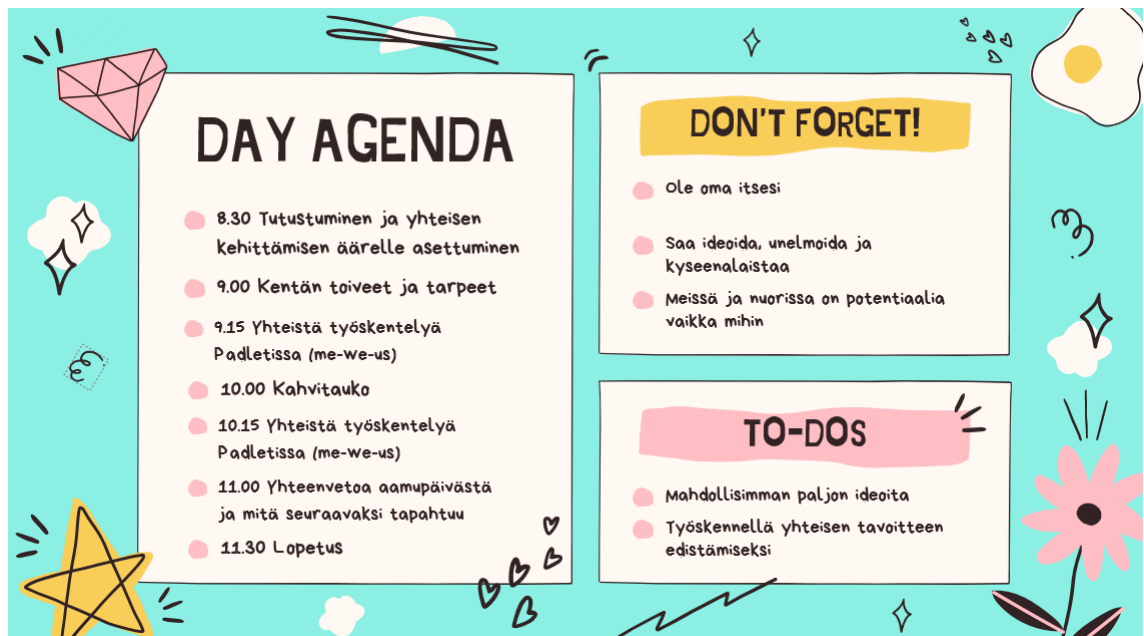 DAY AGENDA
8.30 Tutustuminen ja yhteisen
kehittämisen äärelle asettuminen
9.00 Kentän toiveet ja tarpeet
9.15 Yhteistä työskentelyä
Padletissa (me-we-us)
10.00 Kahvitauko
10.15 Yhteistä työskentelyä
Padletissa (me-we-us)
11.00 Yhteenvetoa aamupäivästä
ja mitä seuraavaksi tapahtuu
11.30 Lopetus
DON'T FORGET!
Ole oma itsesi
Saa ideoida, unelmoida ja
kyseenalaistaa
Meissä ja nuorissa on potentiaalia
vaikka mihin
TO-DOS
Mahdollisimman paljon ideoita
Työskennellä yhteisen tavoitteen
edistämiseksi